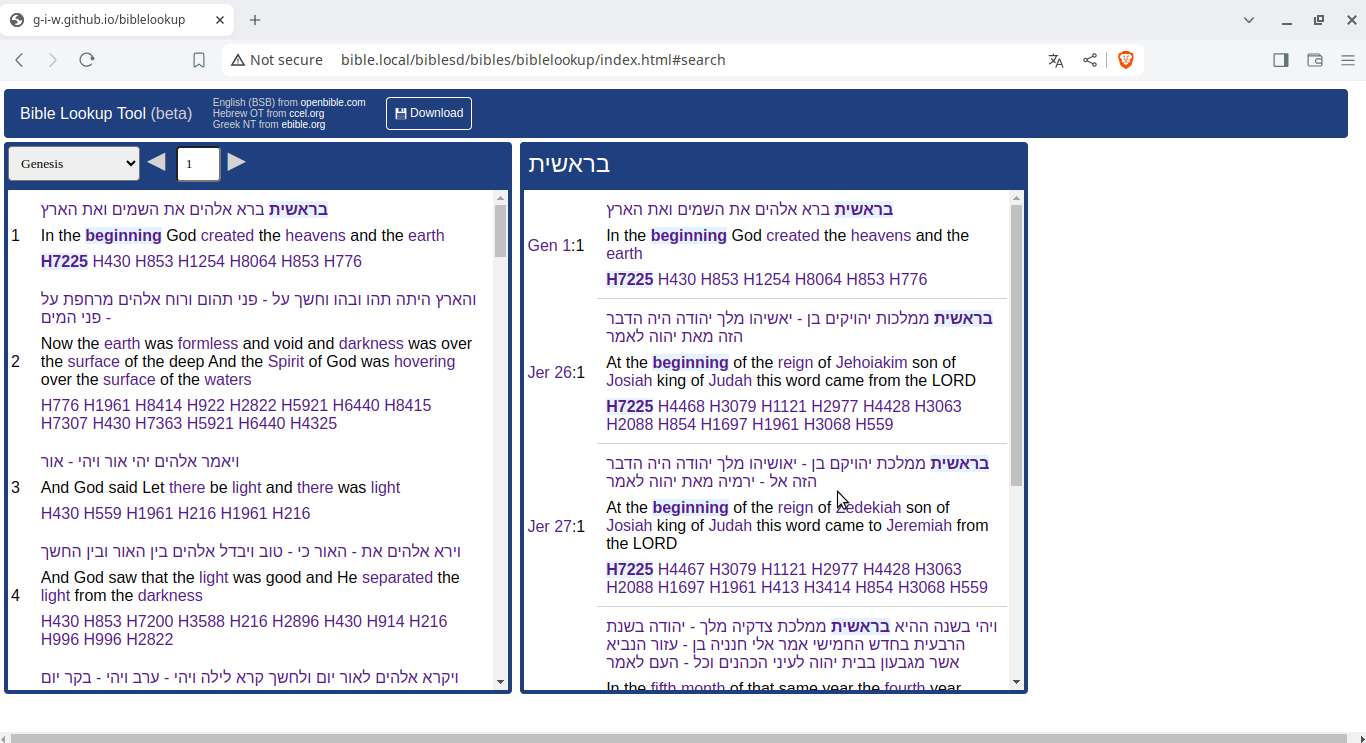 g-i-w.github.io/biblelookup
Not secure bible.local/biblesd/bibles/biblelookup/index.html#search
Bible Lookup Tool (beta)
English (BSB) from openbible.com
Hebrew OT from ccel.org
Greek NT from ebible.org
Download
Genesis
1
בראשית ברא אלהים את השמים ואת הארץ
1
In the beginning God created the heavens and the earth
H7225 H430 H853 H1254 H8064 H853 H776
והארץ היתה תהו ובהו וחשך על - פני תהום ורוח אלהים מרחפת על
- פני המים
2
Now the earth was formless and void and darkness was over
the surface of the deep And the Spirit of God was hovering
over the surface of the waters
H776 H1961 H8414 H922 H2822 H5921 H6440 H8415
H7307 H430 H7363 H5921 H6440 H4325
ויאמר אלהים יהי אור ויהי - אור
3
And God said Let there be light and there was light
H430 H559 H1961 H216 H1961 H216
וירא אלהים את - האור כי - טוב ויבדל אלהים בין האור ובין החשך
4
And God saw that the light was good and He separated the
light from the darkness
H430 H853 H7200 H3588 H216 H2896 H430 H914 H216
H996 H996 H2822
ויקרא אלהים לאור יום ולחשך קרא לילה ויהי - ערב ויהי - בקר יום
בראשית
בראשית ברא אלהים את השמים ואת הארץ
Gen 1:1
In the beginning God created the heavens and the
earth
H7225 H430 H853 H1254 H8064 H853 H776
בראשית ממלכות יהויקים בן - יאשיהו מלך יהודה היה הדבר
הזה מאת יהוה לאמר
Jer 26:1
At the beginning of the reign of Jehoiakim son of
Josiah king of Judah this word came from the LORD
H7225 H4468 H3079 H1121 H2977 H4428 H3063
H2088 H854 H1697 H1961 H3068 H559
בראשית ממלכת יהויקם בן - יאושיהו מלך יהודה היה הדבר
הזה אל - ירמיה מאת יהוה לאמר
Jer 27:1
At the beginning of the reign of Zedekiah son of
Josiah king of Judah this word came to Jeremiah from
the LORD
H7225 H4467 H3079 H1121 H2977 H4428 H3063
H2088 H1697 H1961 H413 H3414 H854 H3068 H559
ויהי בשנה ההיא בראשית ממלכת צדקיה מלך - יהודה בשנת
הרבעית בחדש החמישי אמר אלי חנניה בן - עזור הנביא
אשר מגבעון בבית יהוה לעיני הכהנים וכל - העם לאמר
In the fifth month of that same year the fourth year